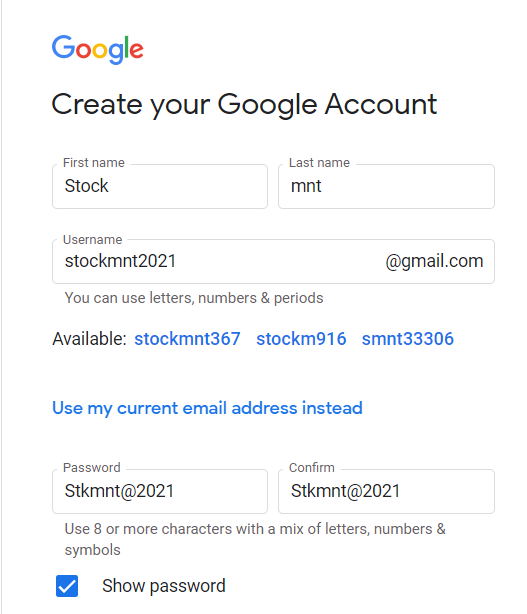 Google
Create your Google Account
First name
Last name
Stock
mnt
Username
stockmnt2021 @gmail.com
You can use letters, numbers & periods
Available: stockmnt367 stockm916 smnt33306
Use my current email address instead
Password
Confirm
Stkmnt@2021
Stkmnt@2021
Use 8 or more characters with a mix of letters, numbers &
symbols
Show password